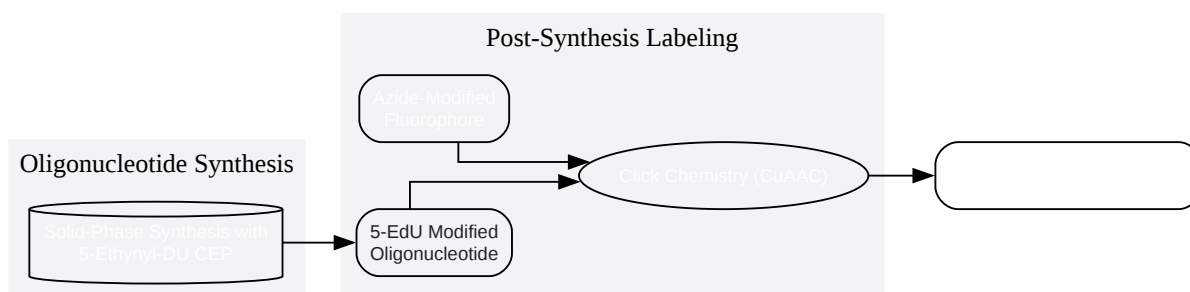 Post-Synthesis Labeling
Azide-Modified
Fluorophore
Oligonucleotide Synthesis
Click Chemistry (CuAAC)
Solid-Phase Synthesis with
5-Ethynyl-DU CEP
5-EdU Modified
Oligonucleotide